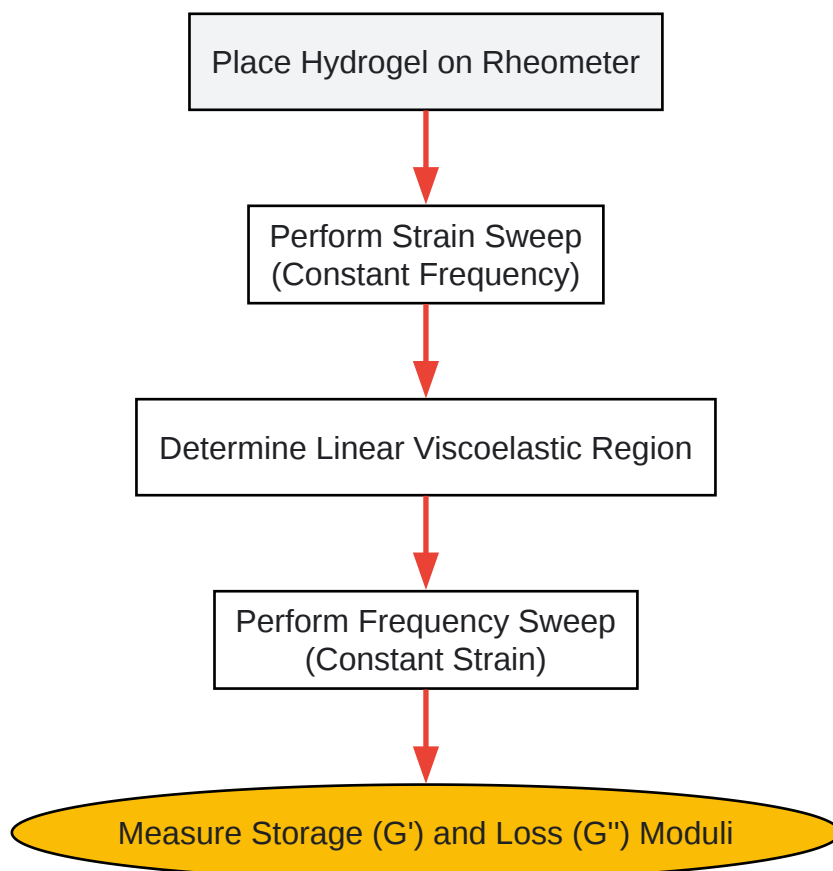 Place Hydrogel on Rheometer
Perform Strain Sweep
(Constant Frequency)
Determine Linear Viscoelastic Region
Perform Frequency Sweep
(Constant Strain)
Measure Storage (G') and Loss (G'') Moduli